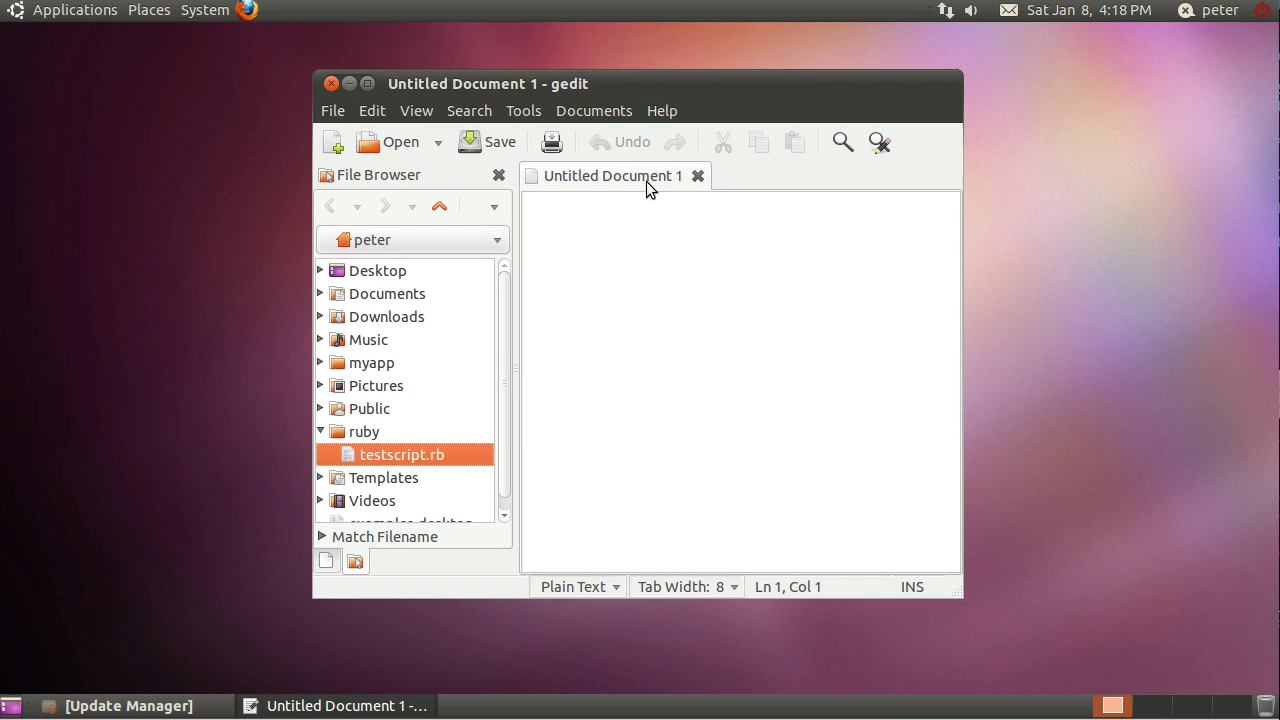 Applications Places System
Sat Jan 8, 4:18 PM peter
Untitled Document 1 - gedit
File Edit View Search Tools Documents Help
Open Save Undo
File Browser
Untitled Document 1
peter
Desktop
Documents
Downloads
Music
myapp
Pictures
Public
ruby
testscript.rb
Templates
Videos
examples.desktop
Match Filename
Plain Text Tab Width: 8 Ln 1, Col 1 INS
[Update Manager] Untitled Document 1 -...